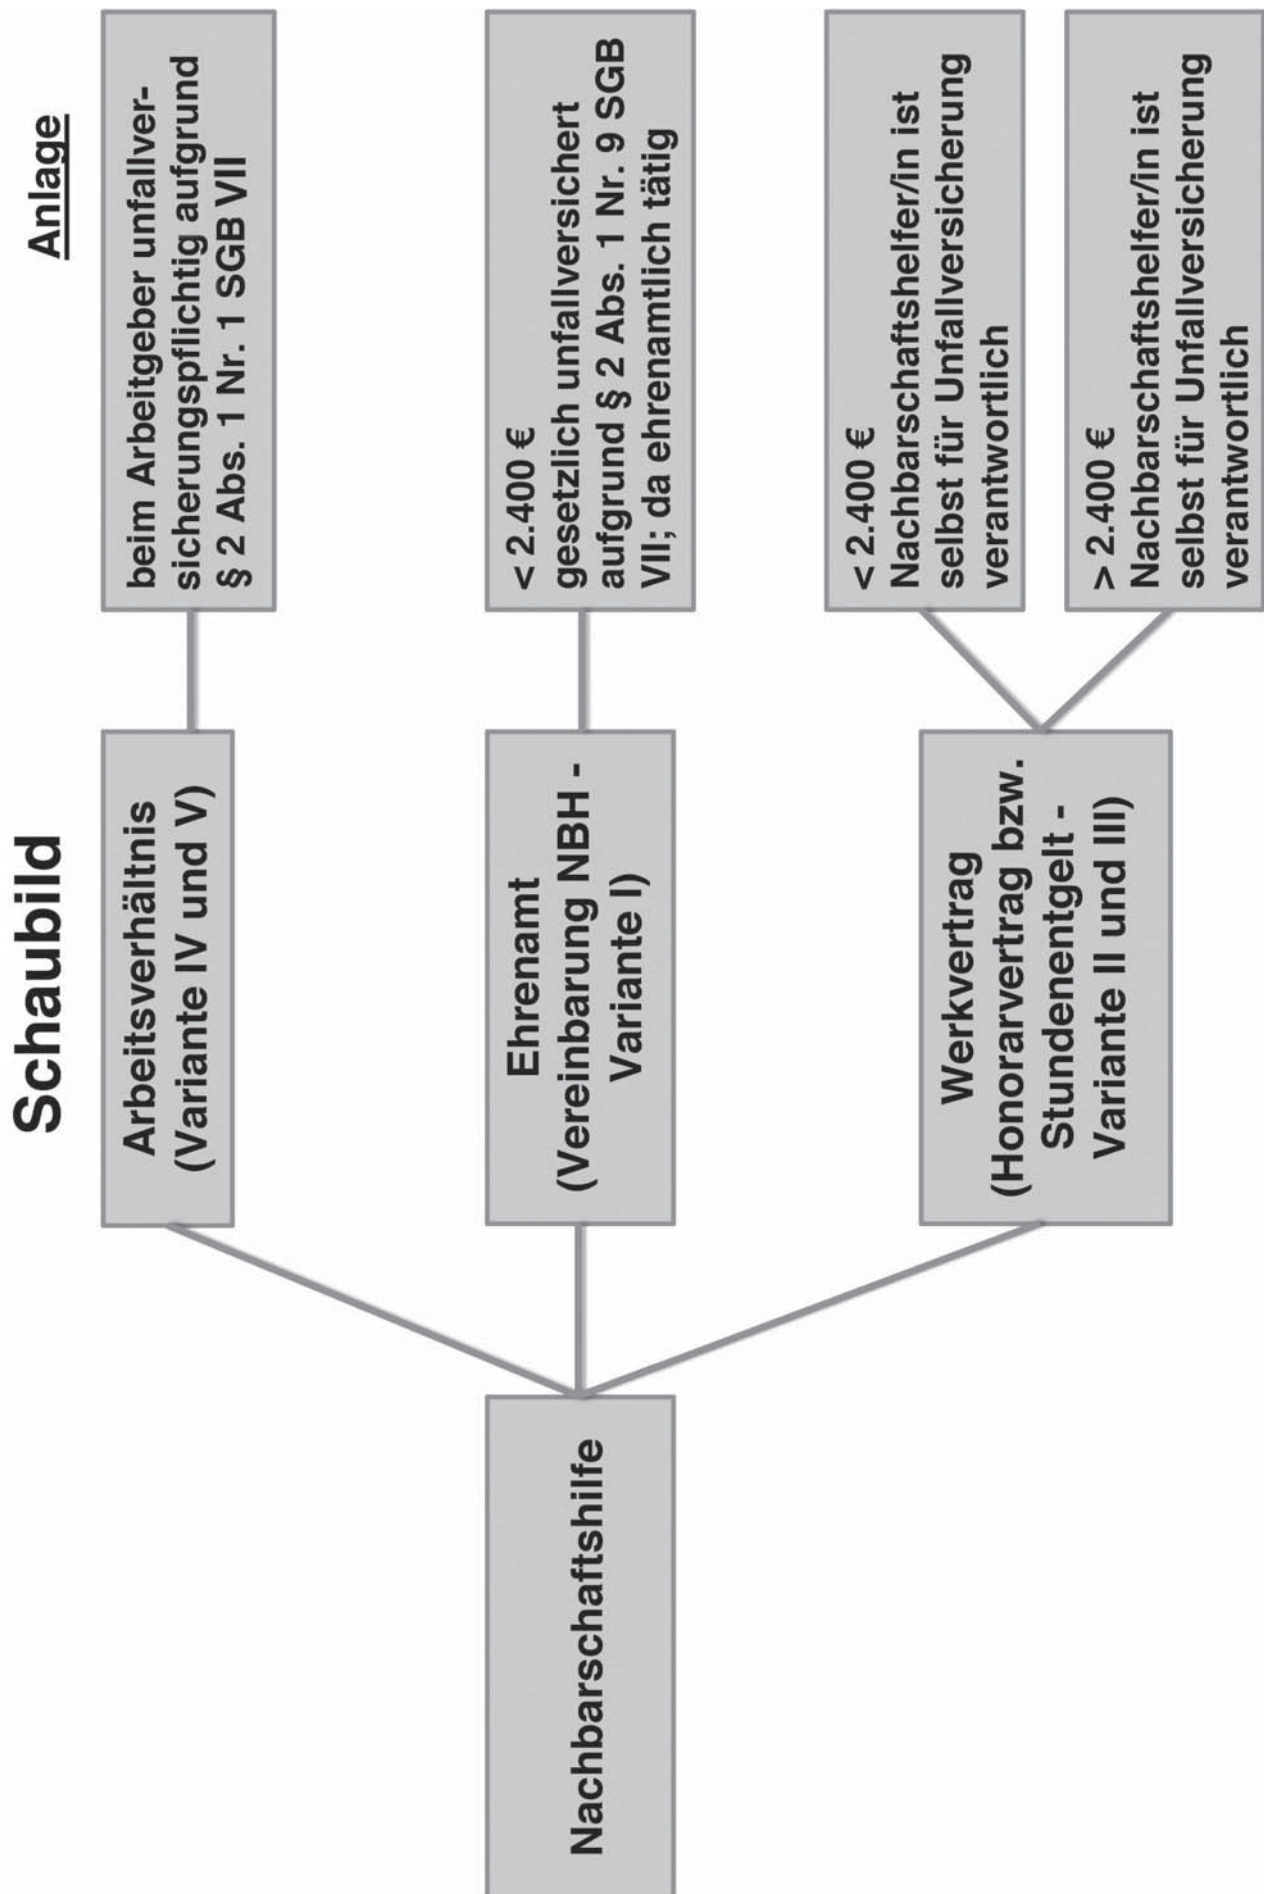 Anlage
Schaubild
Nachbarschaftshilfe
Arbeitsverhältnis
(Variante IV und V)
beim Arbeitgeber unfallver-
sicherungspflichtig aufgrund
§ 2 Abs. 1 Nr. 1 SGB VII
Ehrenamt
(Vereinbarung NBH -
Variante I)
< 2.400 €
gesetzlich unfallversichert
aufgrund § 2 Abs. 1 Nr. 9 SGB
VII; da ehrenamtlich tätig
Werkvertrag
(Honorarvertrag bzw.
Stundenentgelt -
Variante II und III)
< 2.400 €
Nachbarschaftshelfer/in ist
selbst für Unfallversicherung
verantwortlich
> 2.400 €
Nachbarschaftshelfer/in ist
selbst für Unfallversicherung
verantwortlich